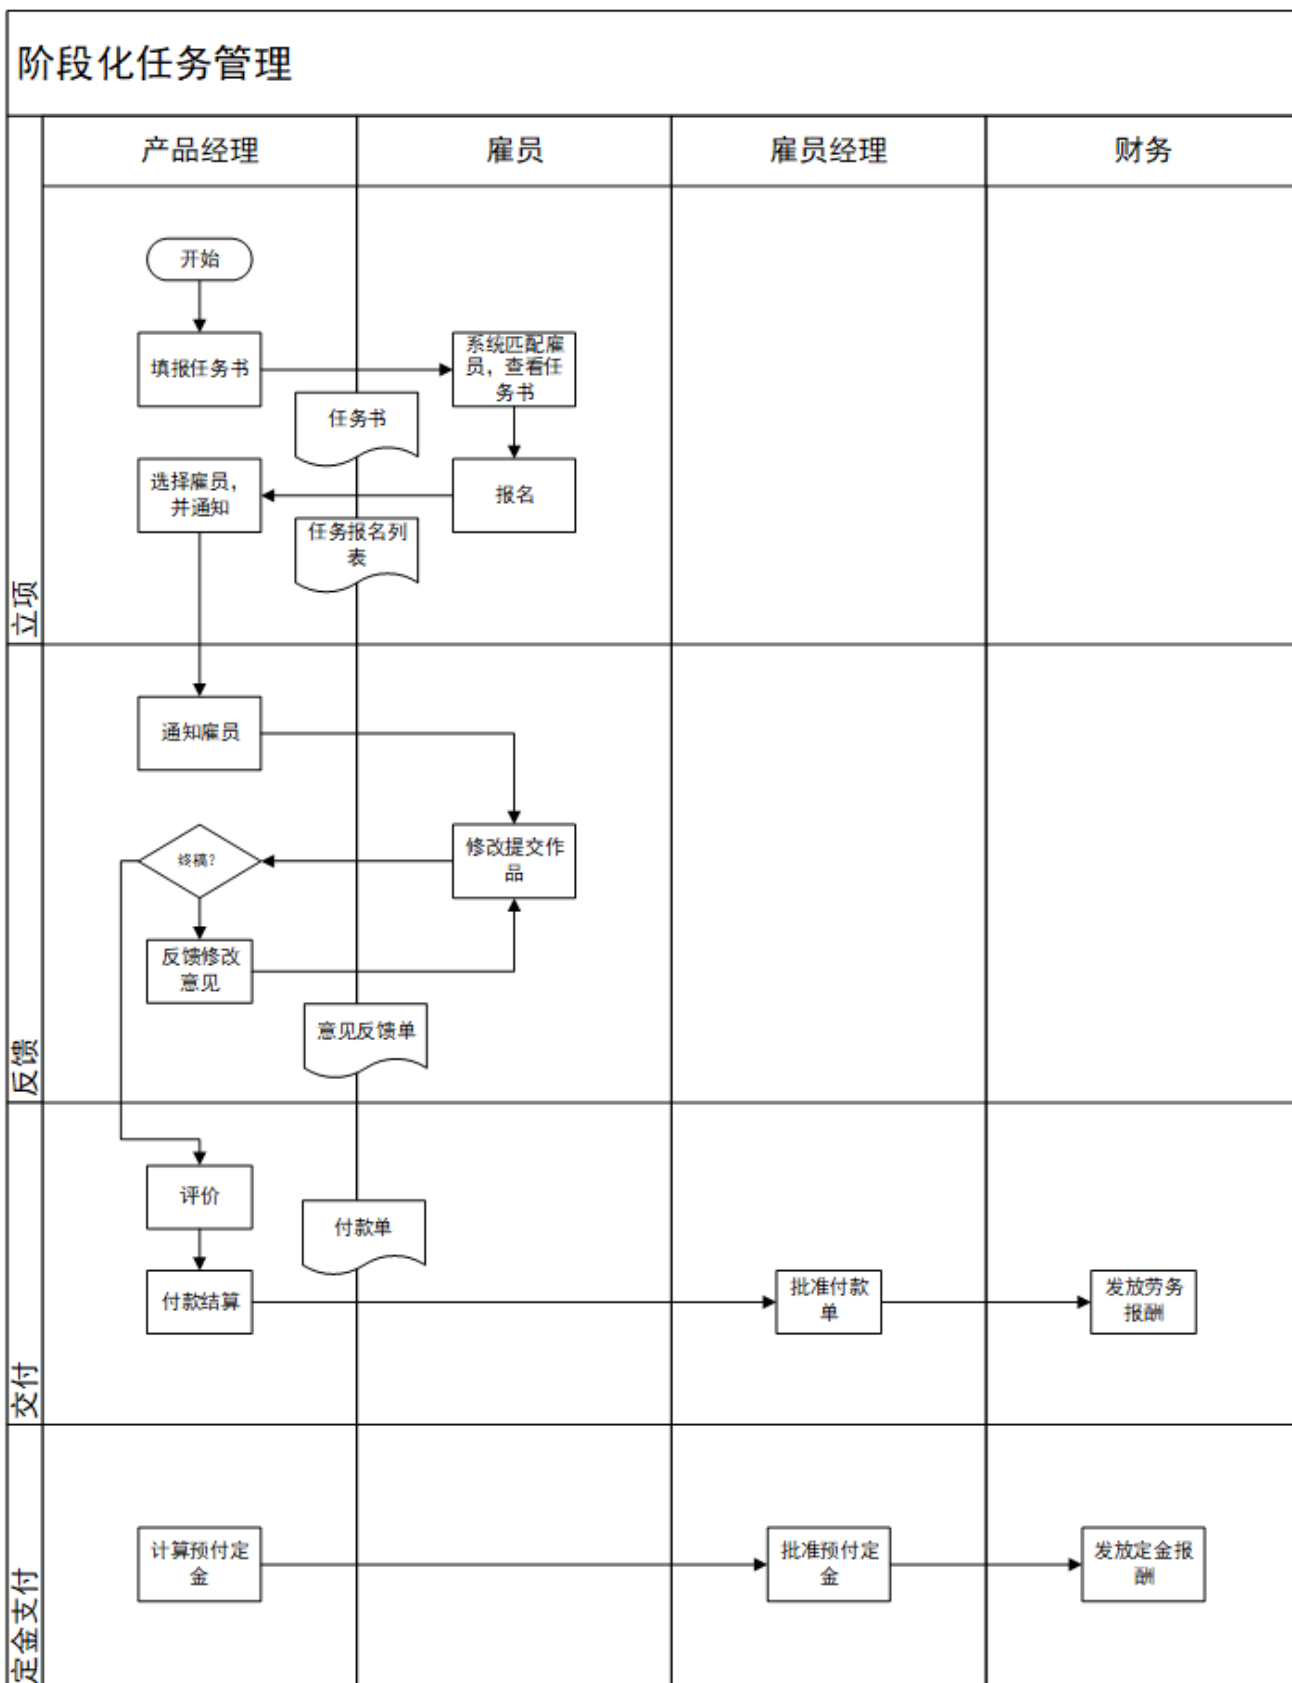 阶段化任务管理
产品经理
雇员
雇员经理
财务
开始
填报任务书
系统匹配雇
员，查看任
务书
任务书
选择雇员，
并通知
报名
任务报名列
表
立项
通知雇员
终稿?
修改提交作
品
反馈修改
意见
意见反馈单
反馈
评价
付款单
付款结算
批准付款
单
发放劳务
报酬
交付
计算预付定
金
批准预付定
金
发放定金报
酬
定金支付